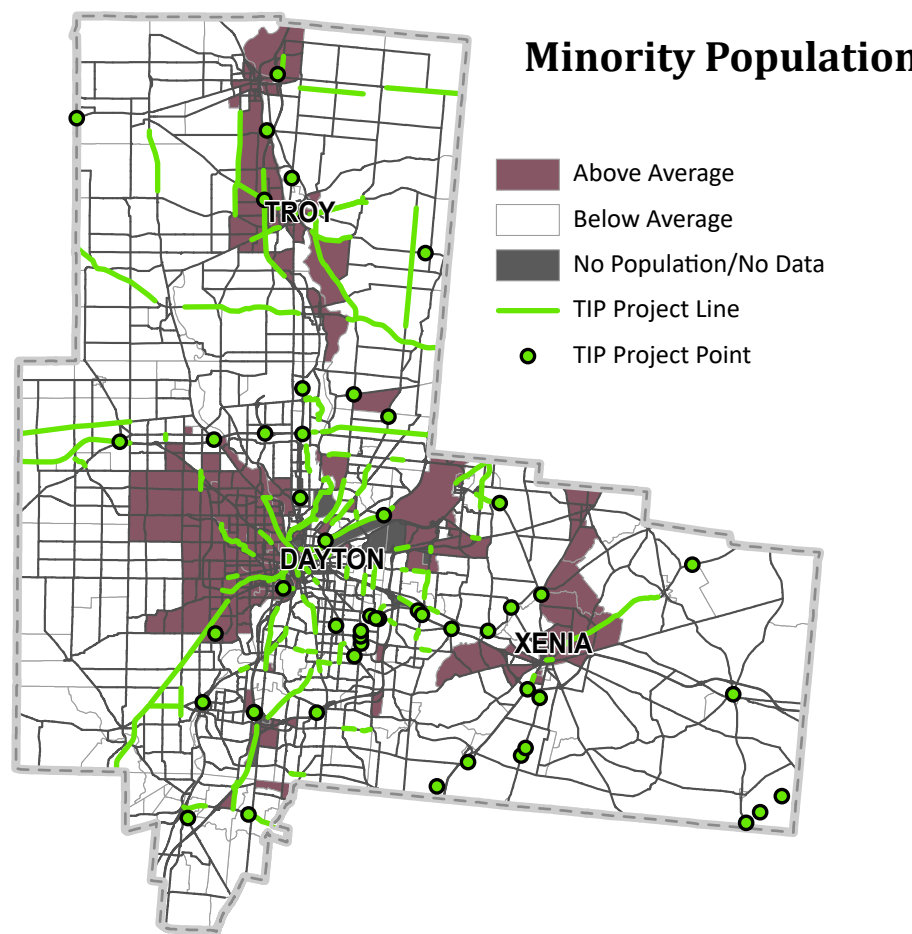 Minority Population
Above Average
Below Average
No Population/No Data
TIP Project Line
TIP Project Point
TROY
DAYTON
XENIA